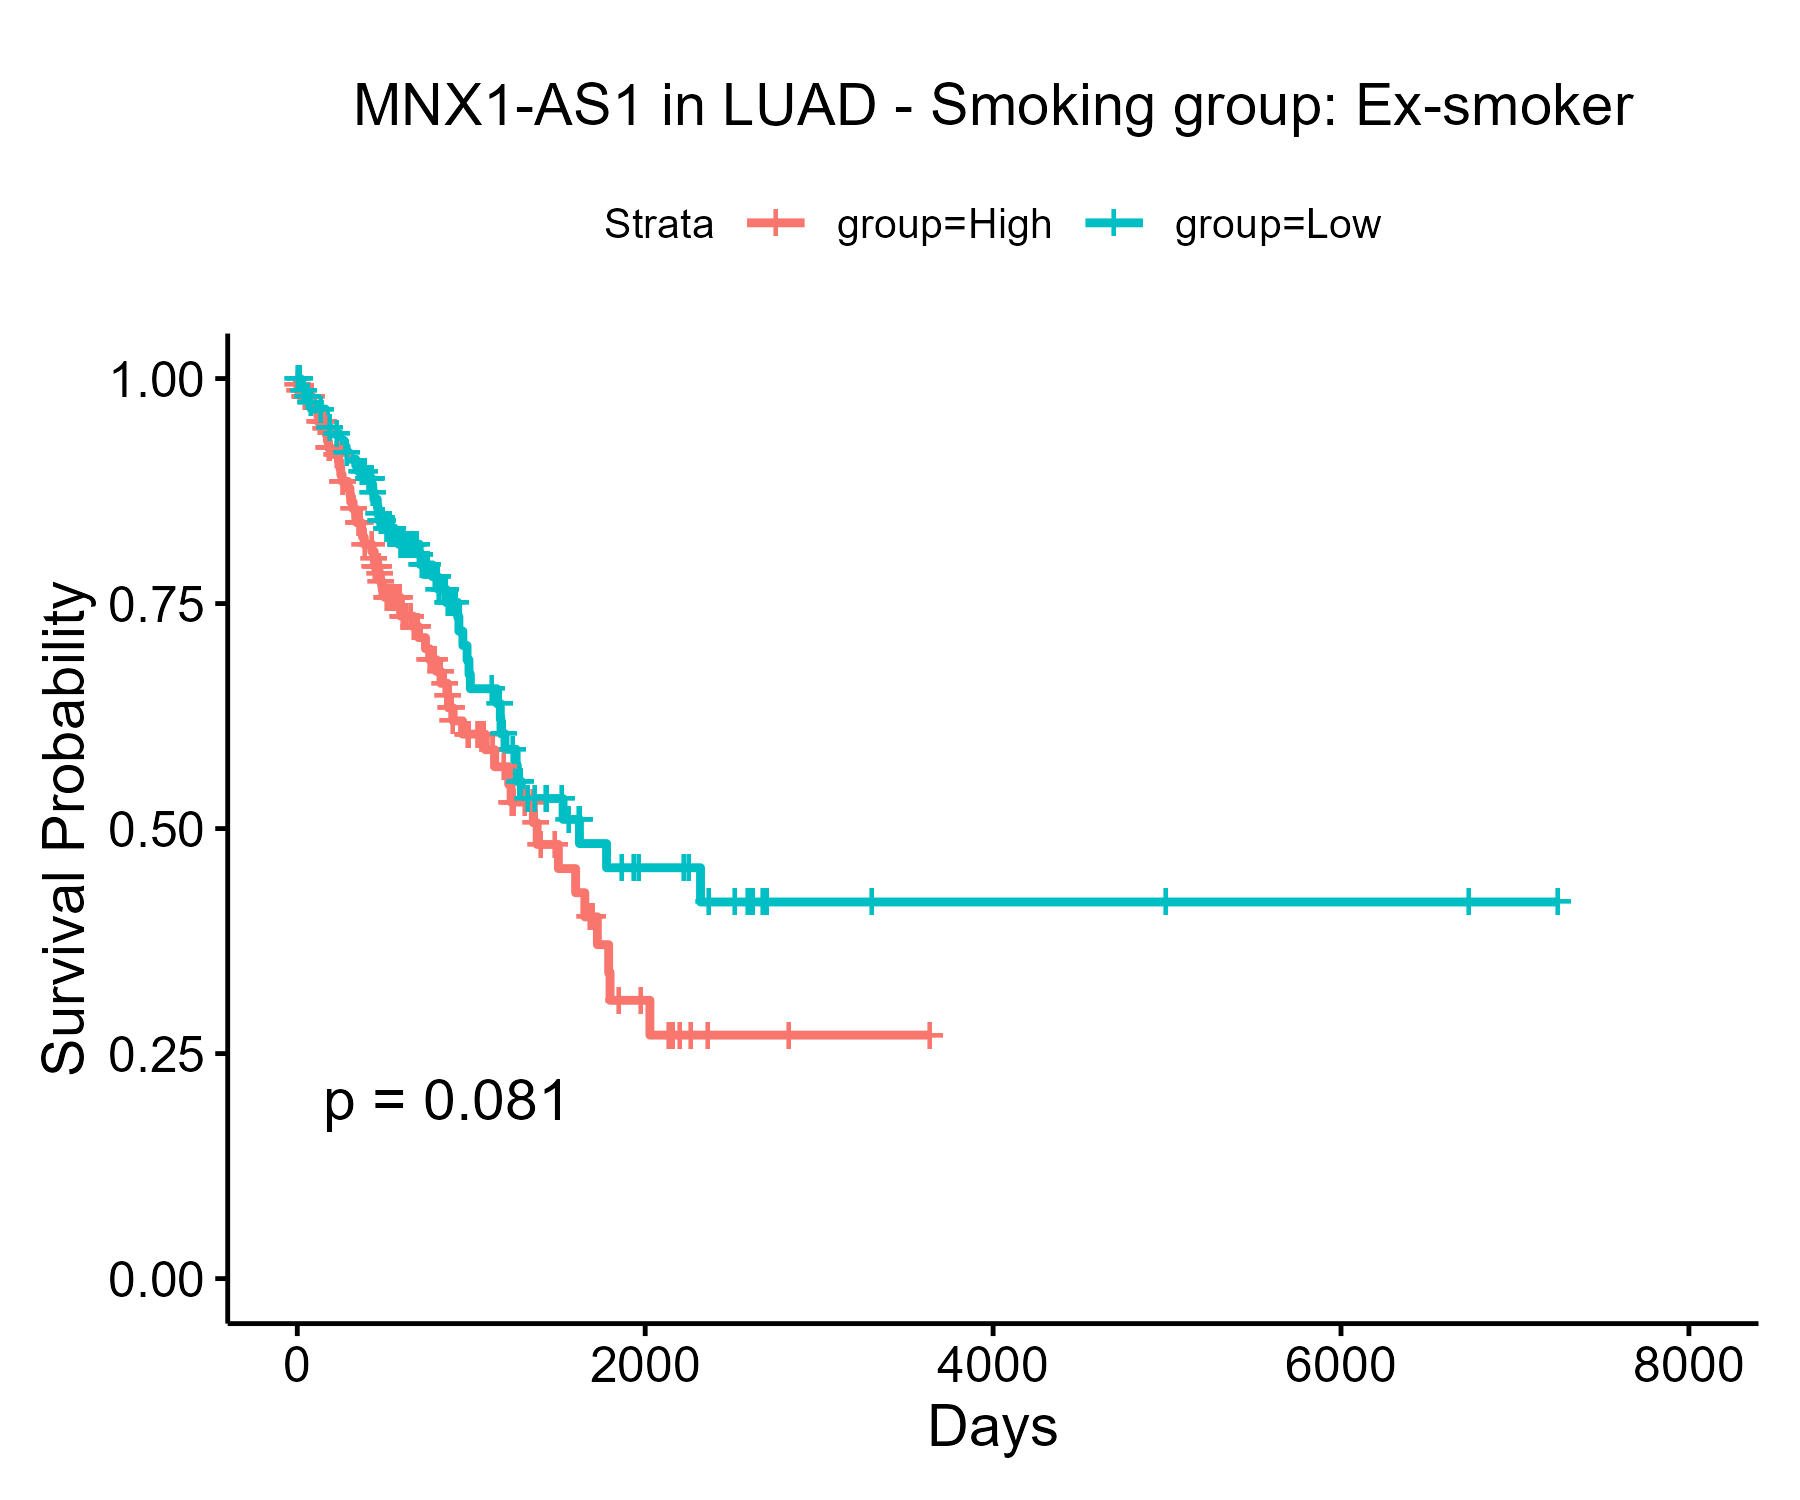 MNX1-AS1 in LUAD - Smoking group: Ex-smoker
Strata group=High group=Low
Survival Probability
1.00
0.75
0.50
0.25
0.00
p = 0.081
0 2000 4000 6000 8000
Days